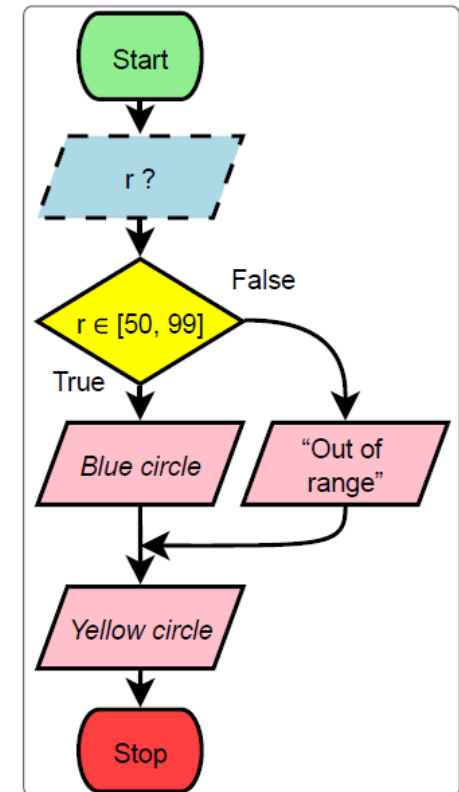 Start
r ?
False
r ∈ [50, 99]
True
Blue circle
“Out of
range”
Yellow circle
Stop